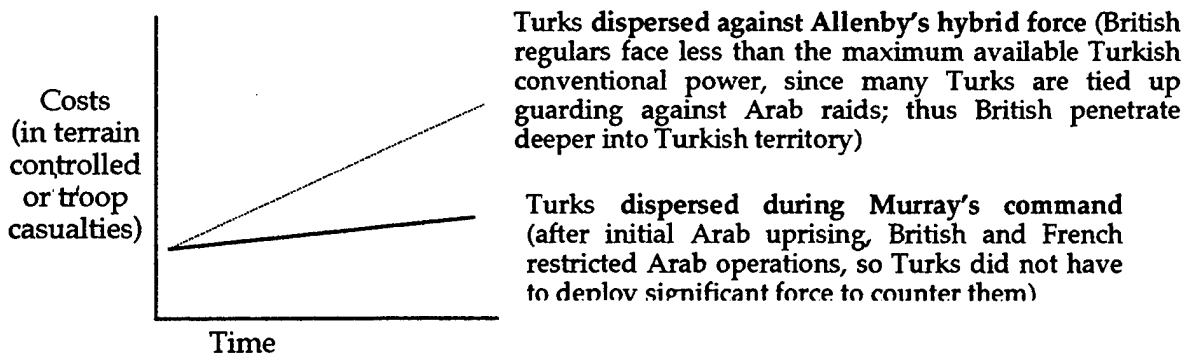 Costs
(in terrain
controlled
or troop
casualties)
Turks dispersed against Allenby's hybrid force (British
regulars face less than the maximum available Turkish
conventional power, since many Turks are tied up
guarding against Arab raids; thus British penetrate
deeper into Turkish territory)
Turks dispersed during Murray's command
(after initial Arab uprising, British and French
restricted Arab operations, so Turks did not have
to deploy significant force to counter them)
Time